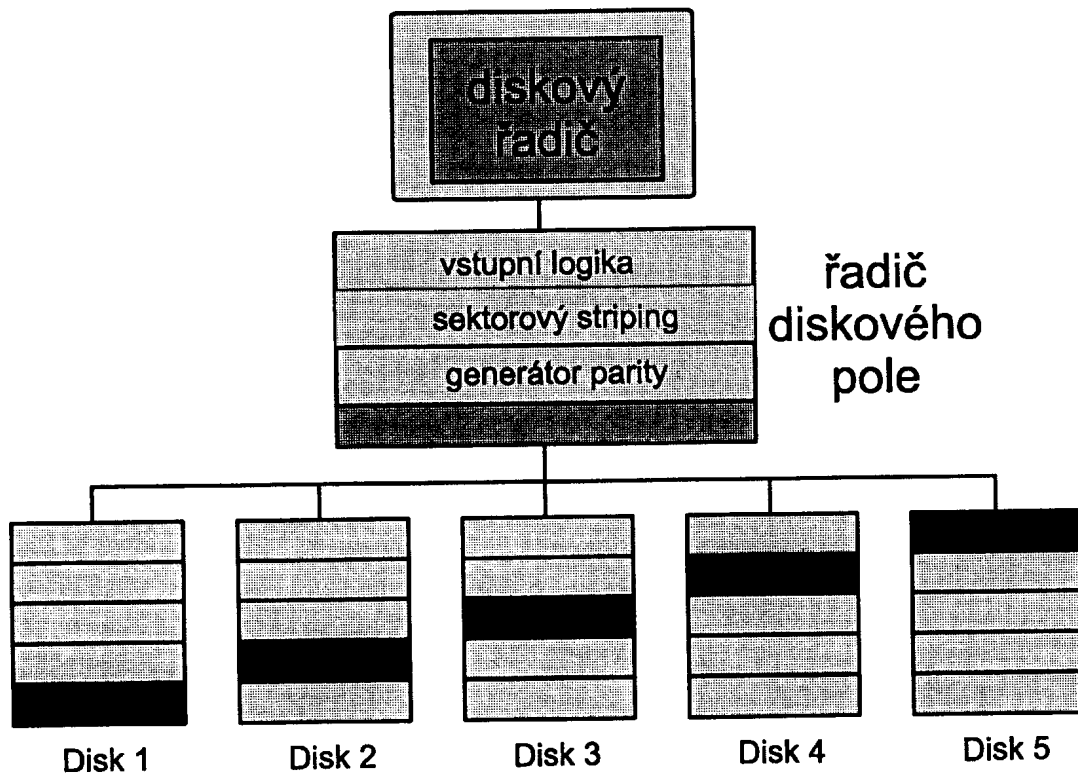 diskový
řadič
vstupní logika
sektorový striping
generátor parity
řadič
diskového
pole
Disk 1
Disk 2
Disk 3
Disk 4
Disk 5